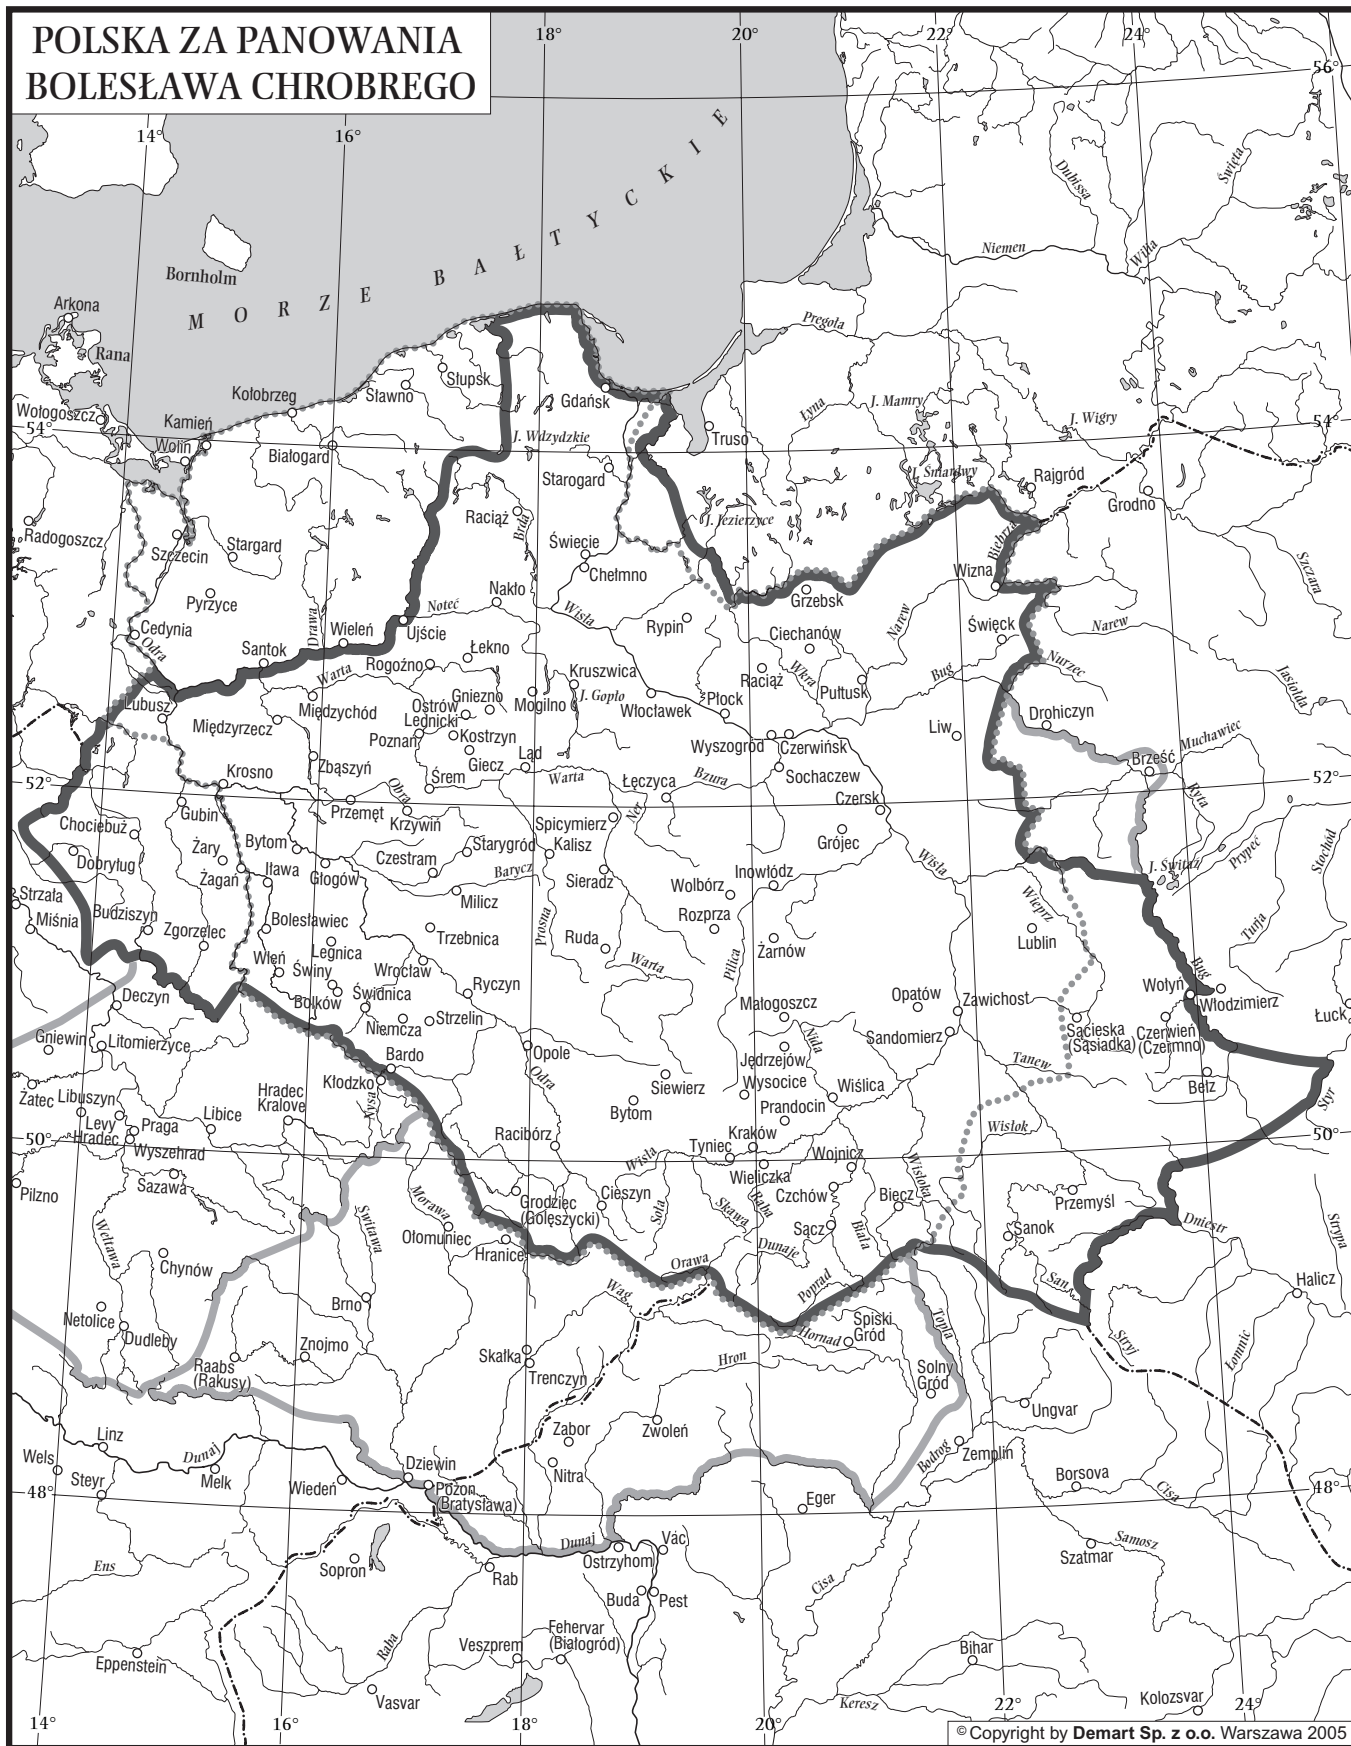 POLSKA ZA PANOWANIA
BOLESŁAWA CHROBREGO
18°
20°
22°
24°
56°
14°
16°
MORZE BAŁTYCKIE
Dubissa
Święta
Niemen
Wilia
Bornholm
Arkona
Rana
Pregoła
Kołobrzeg
Sławno
Słupsk
Gdańsk
Łyna
J. Mamry
J. Wigry
Wołogoszcz
54°
Kamień
Wolin
Białogard
J. Wdzydzkie
Truso
54°
Starogard
J. Śniardwy
Rajgród
Grodno
Radogoszcz
Szczecin
Stargard
Raciąż
Brda
J. Jezierzyce
Biebrza
Świecie
Chełmno
Wizna
Szczara
Pyrzyce
Nakło
Noteć
Wisła
Grzebsk
Cedynia
Odra
Drawa
Wieleń
Ujście
Rypin
Ciechanów
Narew
Święck
Narew
Santok
Warta
Rogoźno
Łekno
Kruszwica
J. Gopło
Raciąż
Wkra
Pułtusk
Bug
Nurzec
Jasiołda
Lubusz
Międzychód
Ostrów
Lednicki
Gniezno
Mogilno
Włocławek
Płock
Drohiczyn
Międzyrzecz
Poznań
Kostrzyn
Giecz
Ląd
Wyszogród
Czerwińsk
Liw
Muchawiec
Brześć
Zbąszyń
Śrem
Warta
Bzura
Sochaczew
52°
Krosno
Obra
Łęczyca
Ner
Czersk
Ryta
52°
Gubin
Przemęt
Krzywiń
Spicymierz
Grójec
Chociebuż
Żary
Bytom
Starygród
Kalisz
Prypeć
Stochód
Dobryług
Żagań
Iława
Głogów
Czestram
Barycz
Sieradz
Wolbórz
Inowłódz
Wisła
J. Świtaź
Strzała
Miśnia
Budziszyn
Zgorzelec
Bolesławiec
Milicz
Rozprza
Wieprz
Turja
Legnica
Trzebnica
Prosna
Ruda
Pilica
Żarnów
Lublin
Wleń
Świny
Wrocław
Warta
Bug
Deczyn
Bolków
Świdnica
Ryczyn
Małogoszcz
Opatów
Zawichost
Wołyń
Włodzimierz
Gniewin
Litomierzyce
Niemcza
Strzelin
Nida
Sandomierz
Sącieska
(Sąsiadka)
Czerwień
(Czermno)
Łuck
Bardo
Opole
Odra
Jędrzejów
Tanew
Bełz
Żatec
Libuszyn
Hradec
Kralove
Kłodzko
Nysa
Siewierz
Wysocice
Wiślica
Styr
Levy
Hradec
Praga
Libice
Bytom
Prandocin
50°
Wyszehrad
Racibórz
Wisła
Tyniec
Kraków
Wojnicz
Wisłok
50°
Pilzno
Sazawa
Wieliczka
Wisłoka
Grodziec
(Golęszycki)
Cieszyn
Soła
Skawa
Raba
Czchów
Biecz
Przemyśl
Wełtawa
Morawa
Ołomuniec
Świtawa
Hranice
Sącz
Biała
Sanok
Dniestr
Strypa
Chynów
Orawa
Dunaje
Poprad
San
Halicz
Brno
Wag
Netolice
Dudleby
Spiski
Gród
Hornad
Topla
Stryj
Łomnic
Znojmo
Skałka
Hron
Raabs
(Rakusy)
Trenczyn
Solny
Gród
Linz
Zabor
Zwoleń
Ungvar
Wels
Dunaj
Dziewin
Nitra
Bodrog
Zemplin
Steyr
Melk
Wiedeń
Pożon
(Bratysława)
Borsova
Cisa
48°
Eger
48°
Dunaj
Vác
Samosz
Ens
Sopron
Ostrzyhom
Szatmar
Rab
Cisa
Buda
Pest
Raba
Fehervar
(Białogród)
Eppenstein
Veszprem
Bihar
Vasvar
Keresz
Kolozsvar
14°
16°
18°
20°
22°
24°
© Copyright by Demart Sp. z o.o. Warszawa 2005